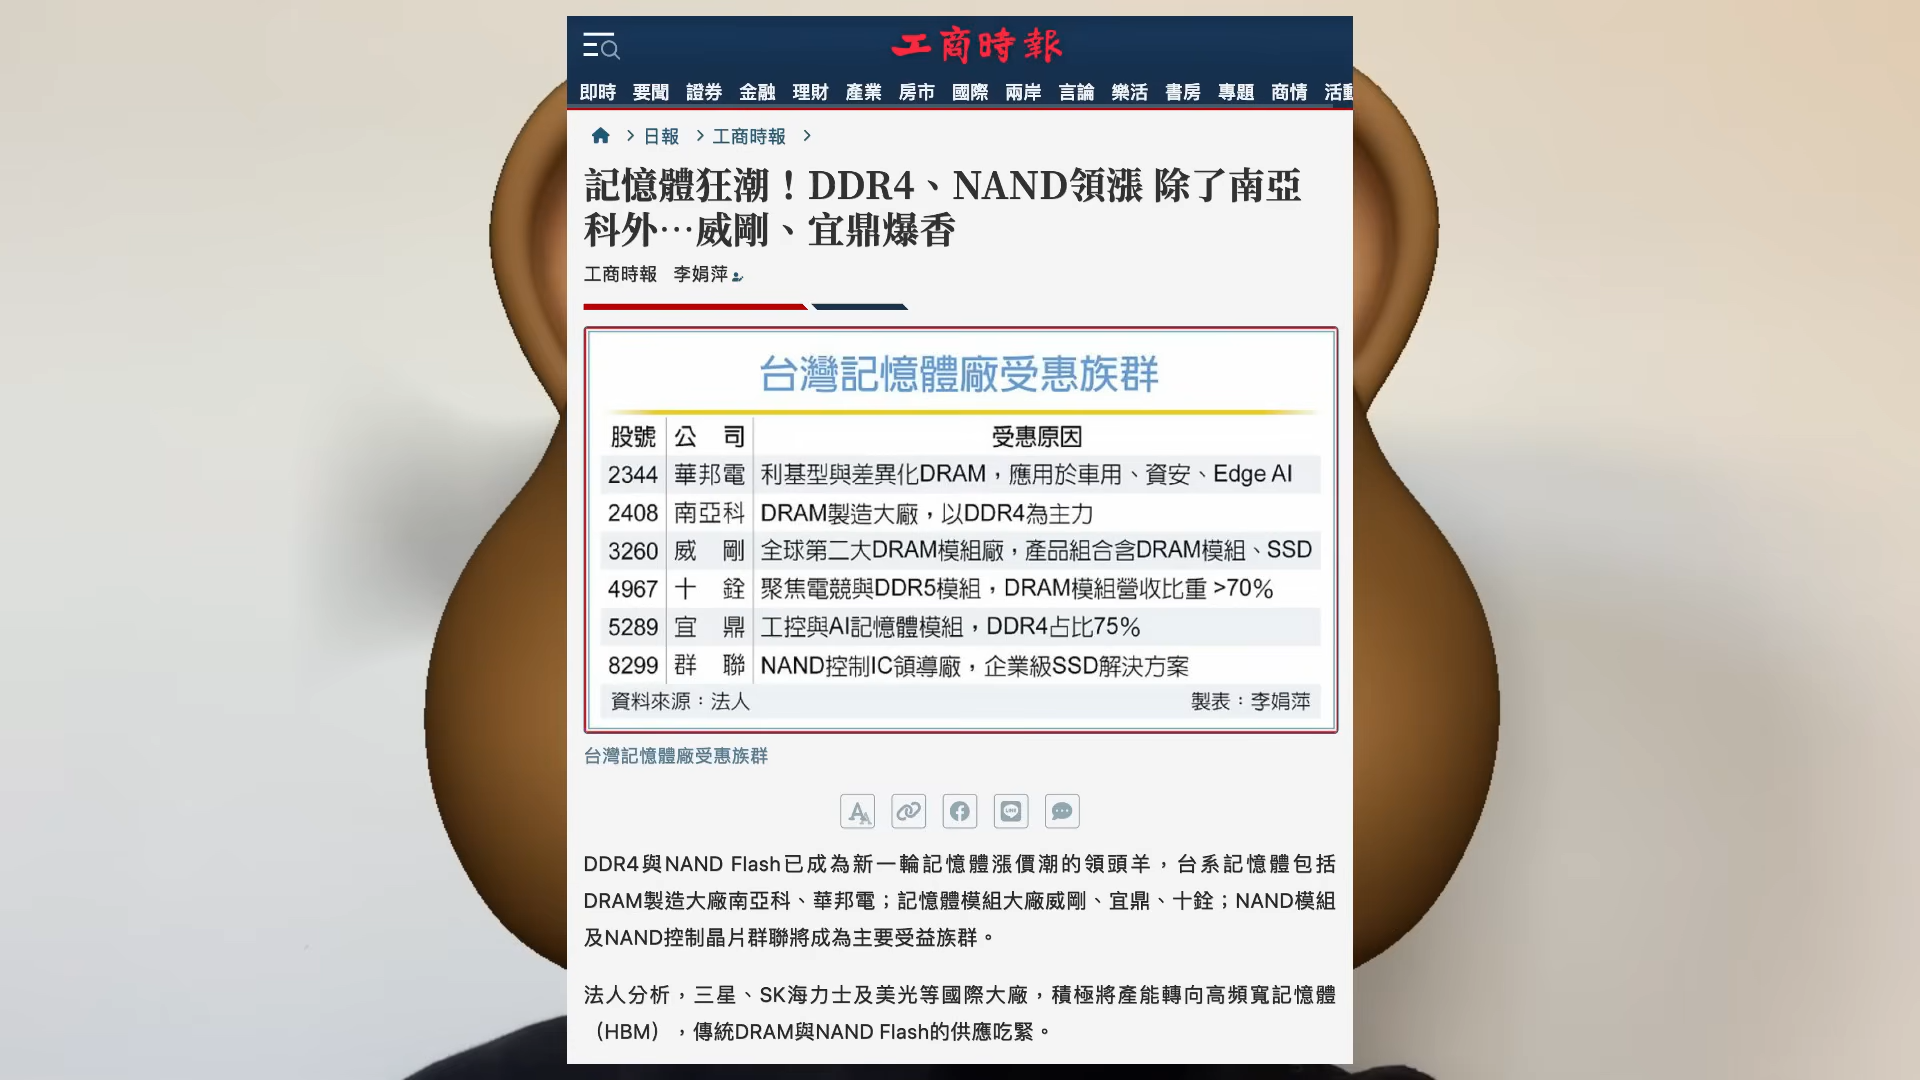 工商時報
即時 要聞 證券 金融 理財 產業 房市 國際 兩岸 言論 樂活 書房 專題 商情 活動
日報 工商時報
記憶體狂潮！DDR4、NAND領漲 除了南亞
科外…威剛、宜鼎爆香
工商時報 李娟萍
台灣記憶體廠受惠族群
股號 公司 受惠原因
2344 華邦電 利基型與差異化DRAM，應用於車用、資安、Edge AI
2408 南亞科 DRAM製造大廠，以DDR4為主力
3260 威剛 全球第二大DRAM模組廠，產品組合含DRAM模組、SSD
4967 十銓 聚焦電競與DDR5模組，DRAM模組營收比重 >70%
5289 宜鼎 工控與AI記憶體模組，DDR4占比75%
8299 群聯 NAND控制IC領導廠，企業級SSD解決方案
資料來源：法人 製表：李娟萍
台灣記憶體廠受惠族群
DDR4與NAND Flash已成為新一輪記憶體漲價潮的領頭羊，台系記憶體包括
DRAM製造大廠南亞科、華邦電；記憶體模組大廠威剛、宜鼎、十銓；NAND模組
及NAND控制晶片群聯將成為主要受益族群。
法人分析，三星、SK海力士及美光等國際大廠，積極將產能轉向高頻寬記憶體
（HBM），傳統DRAM與NAND Flash的供應吃緊。